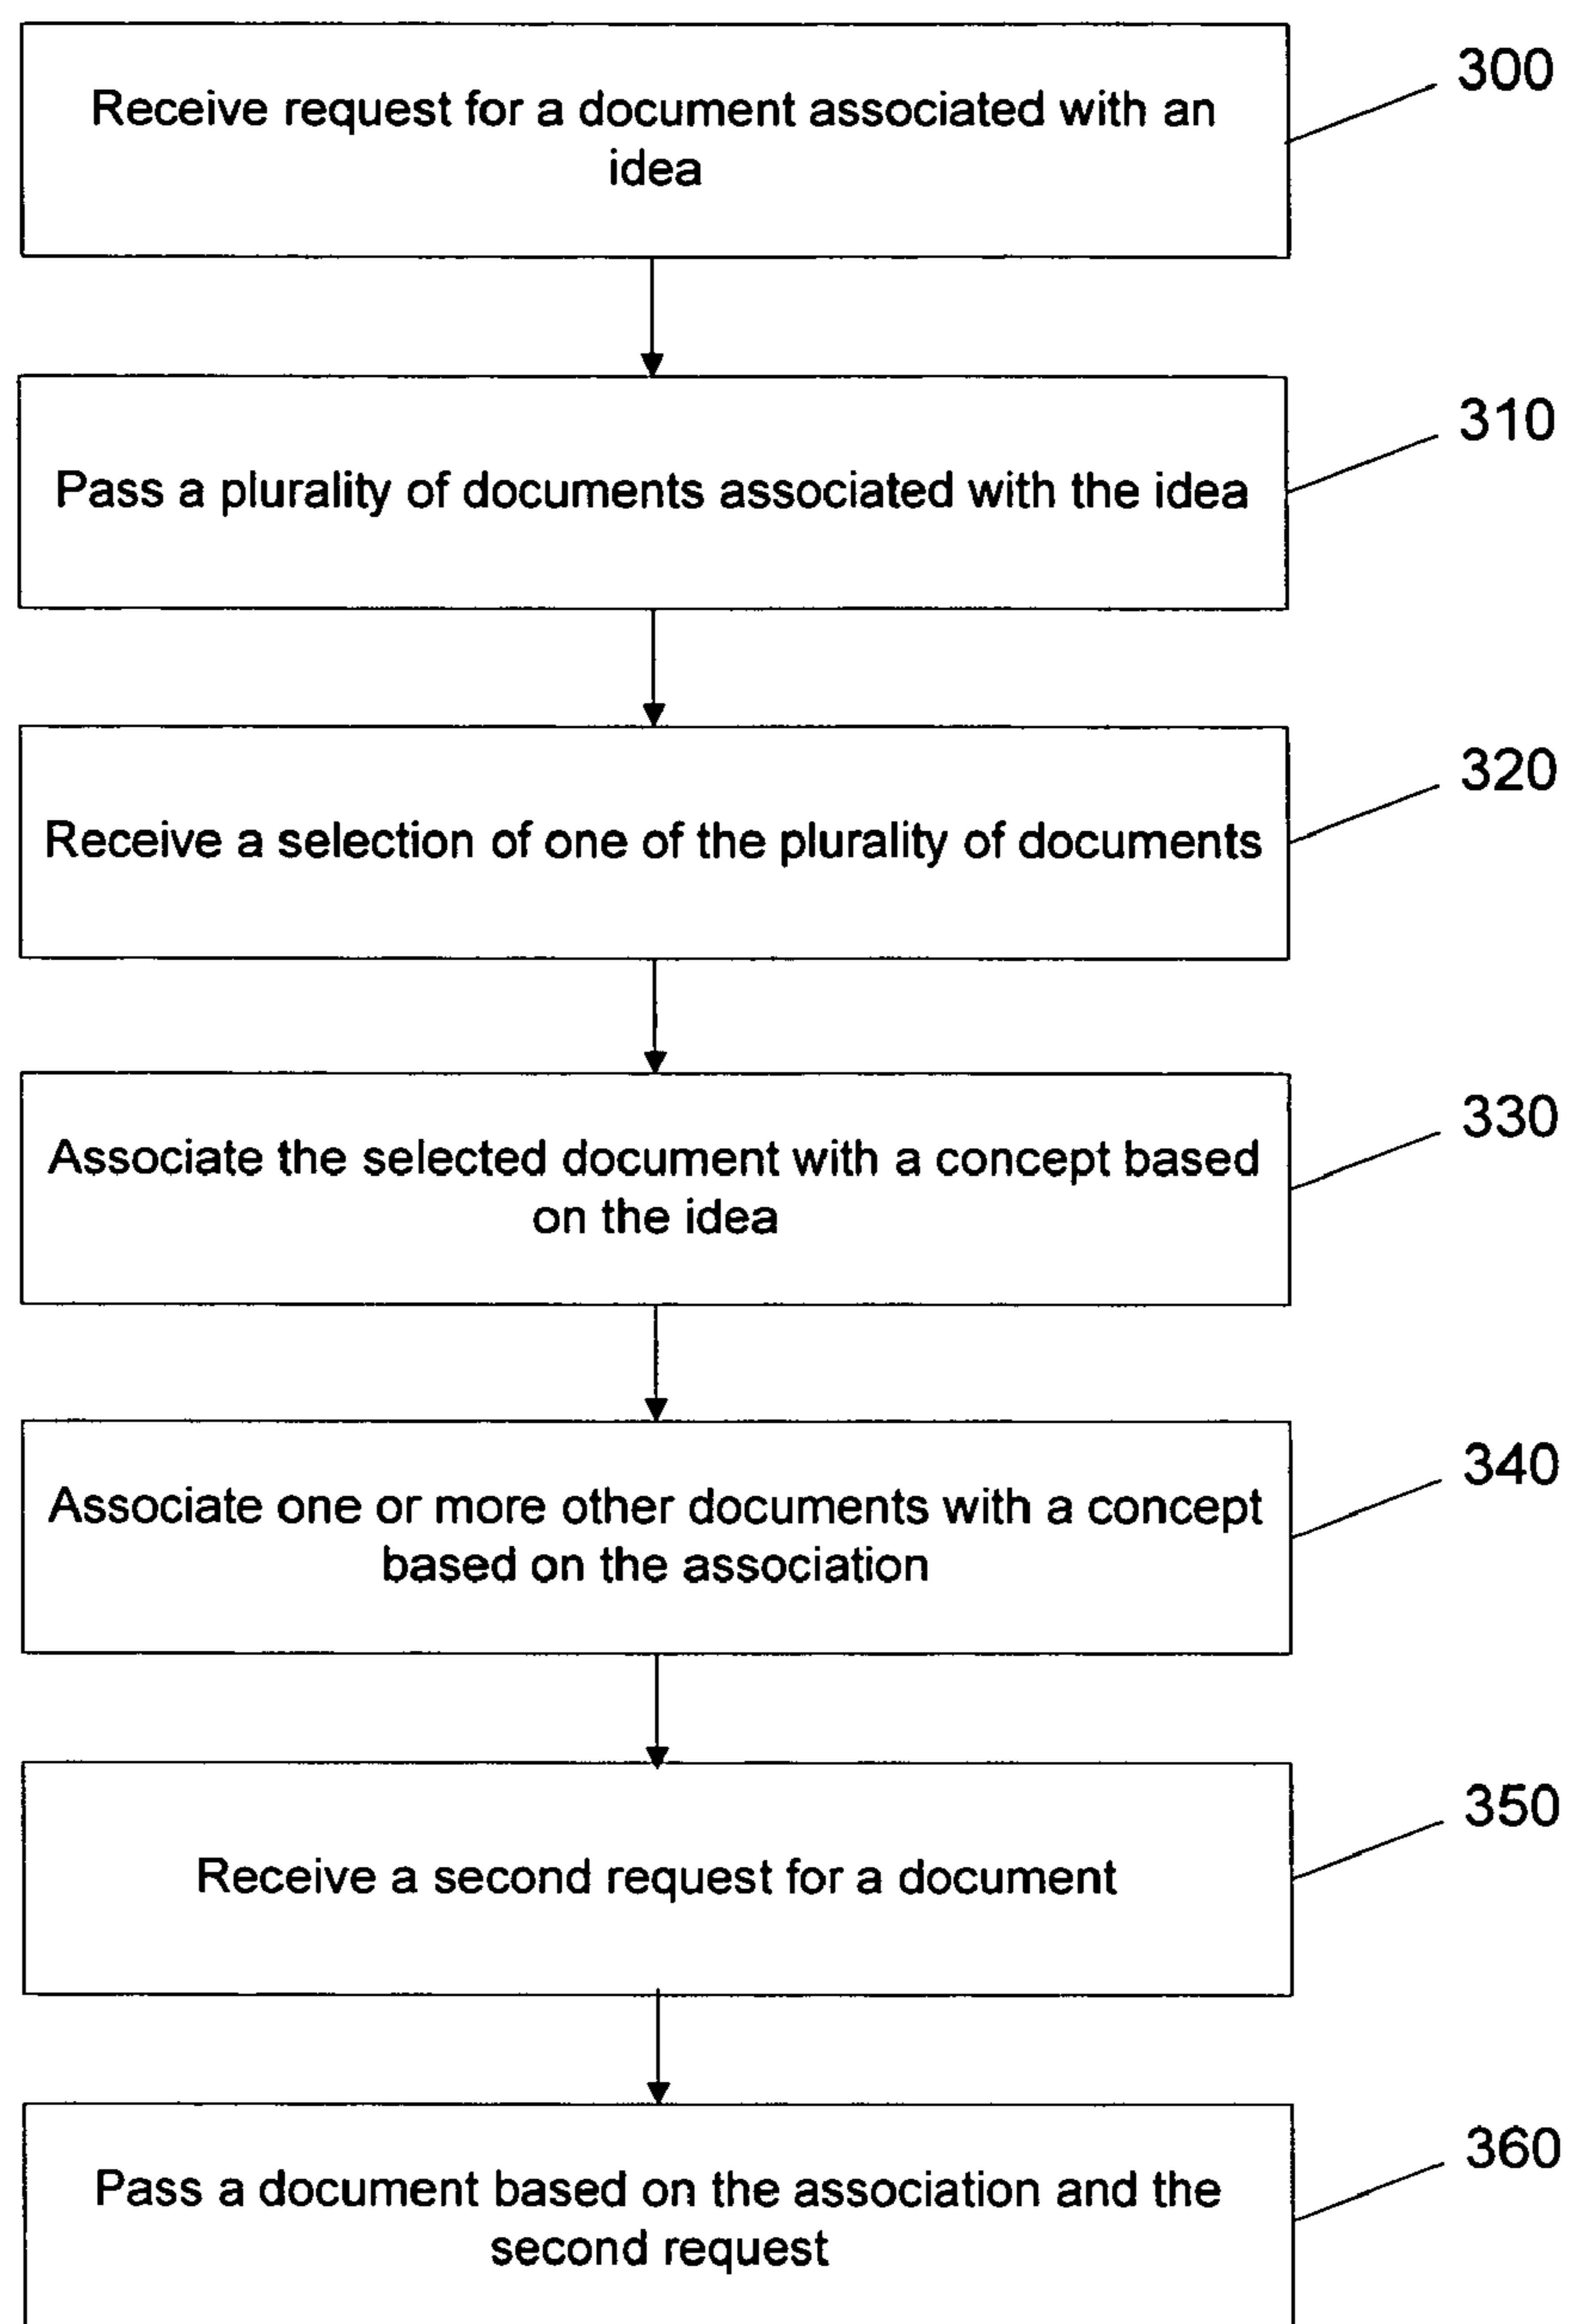 Receive request for a document associated with an
idea
300
Pass a plurality of documents associated with the idea
310
Receive a selection of one of the plurality of documents
320
Associate the selected document with a concept based
on the idea
330
Associate one or more other documents with a concept
based on the association
340
Receive a second request for a document
350
Pass a document based on the association and the
second request
360